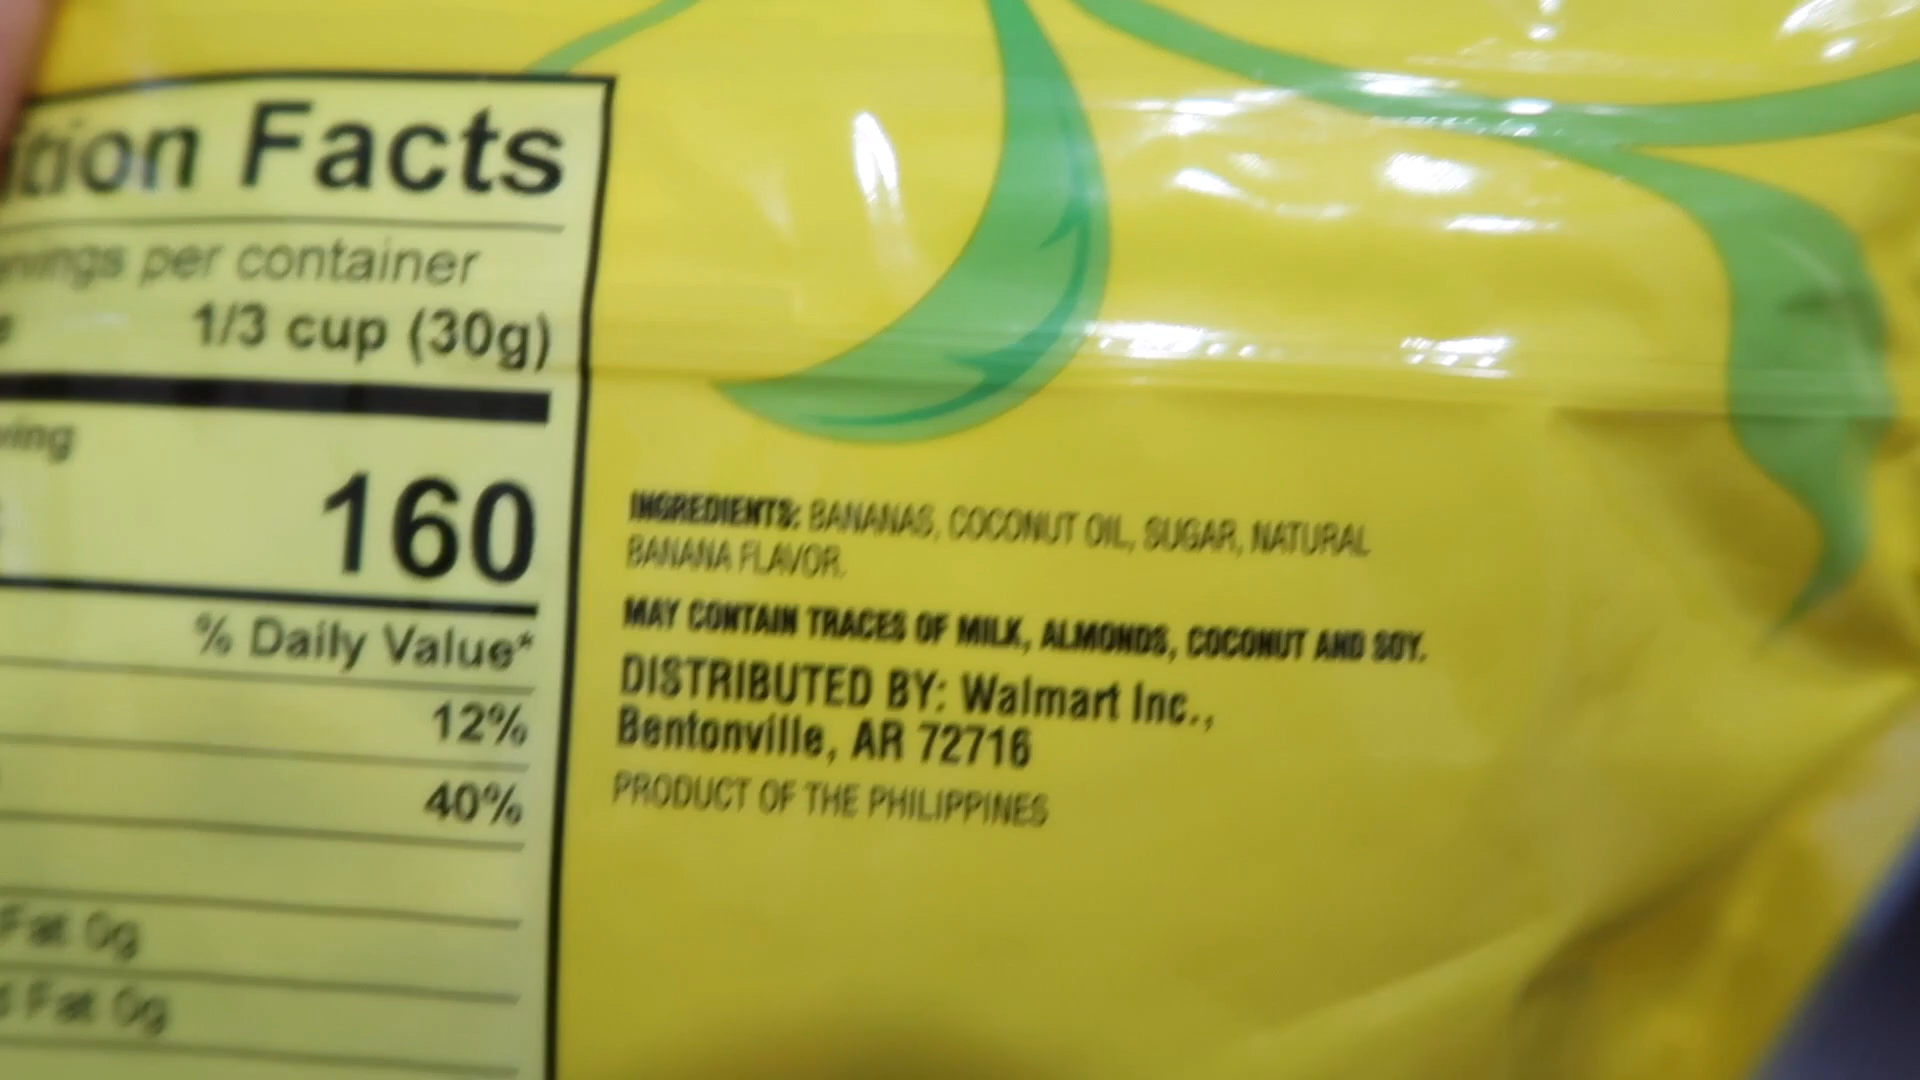 tion Facts
per container
1/3 cup (30g)
160
% Daily Value*
12%
40%
Fat 0g
Fat 0g
INGREDIENTS: BANANAS, COCONUT OIL, SUGAR, NATURAL
BANANA FLAVOR.
MAY CONTAIN TRACES OF MILK, ALMONDS, COCONUT AND SOY.
DISTRIBUTED BY: Walmart Inc.,
Bentonville, AR 72716
PRODUCT OF THE PHILIPPINES